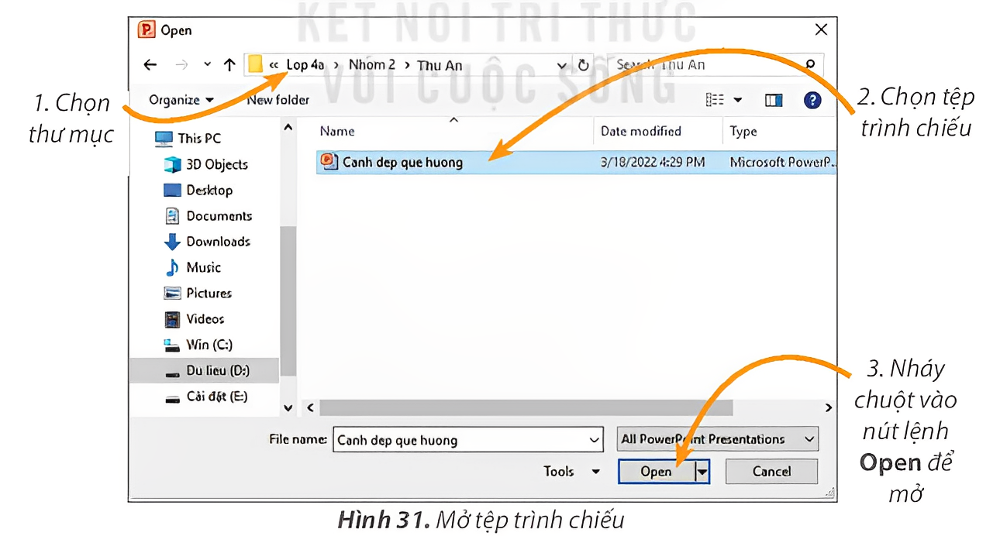 KẾT NỐI TRI THỨC
VỚI CUỘC SỐNG
Open
« Lop 4a › Nhom 2 › Thu An
Search Thu An
Organize
New folder
1. Chọn
thư mục
2. Chọn tệp
trình chiếu
This PC
3D Objects
Desktop
Documents
Downloads
Music
Pictures
Videos
Win (C:)
Du lieu (D:)
Cài đặt (E:)
Name
Date modified
Type
Canh dep que huong
3/18/2022 4:29 PM
Microsoft PowerP...
3. Nháy
chuột vào
nút lệnh
Open để
mở
File name:
Canh dep que huong
All PowerPoint Presentations
Tools
Open
Cancel
Hình 31. Mở tệp trình chiếu